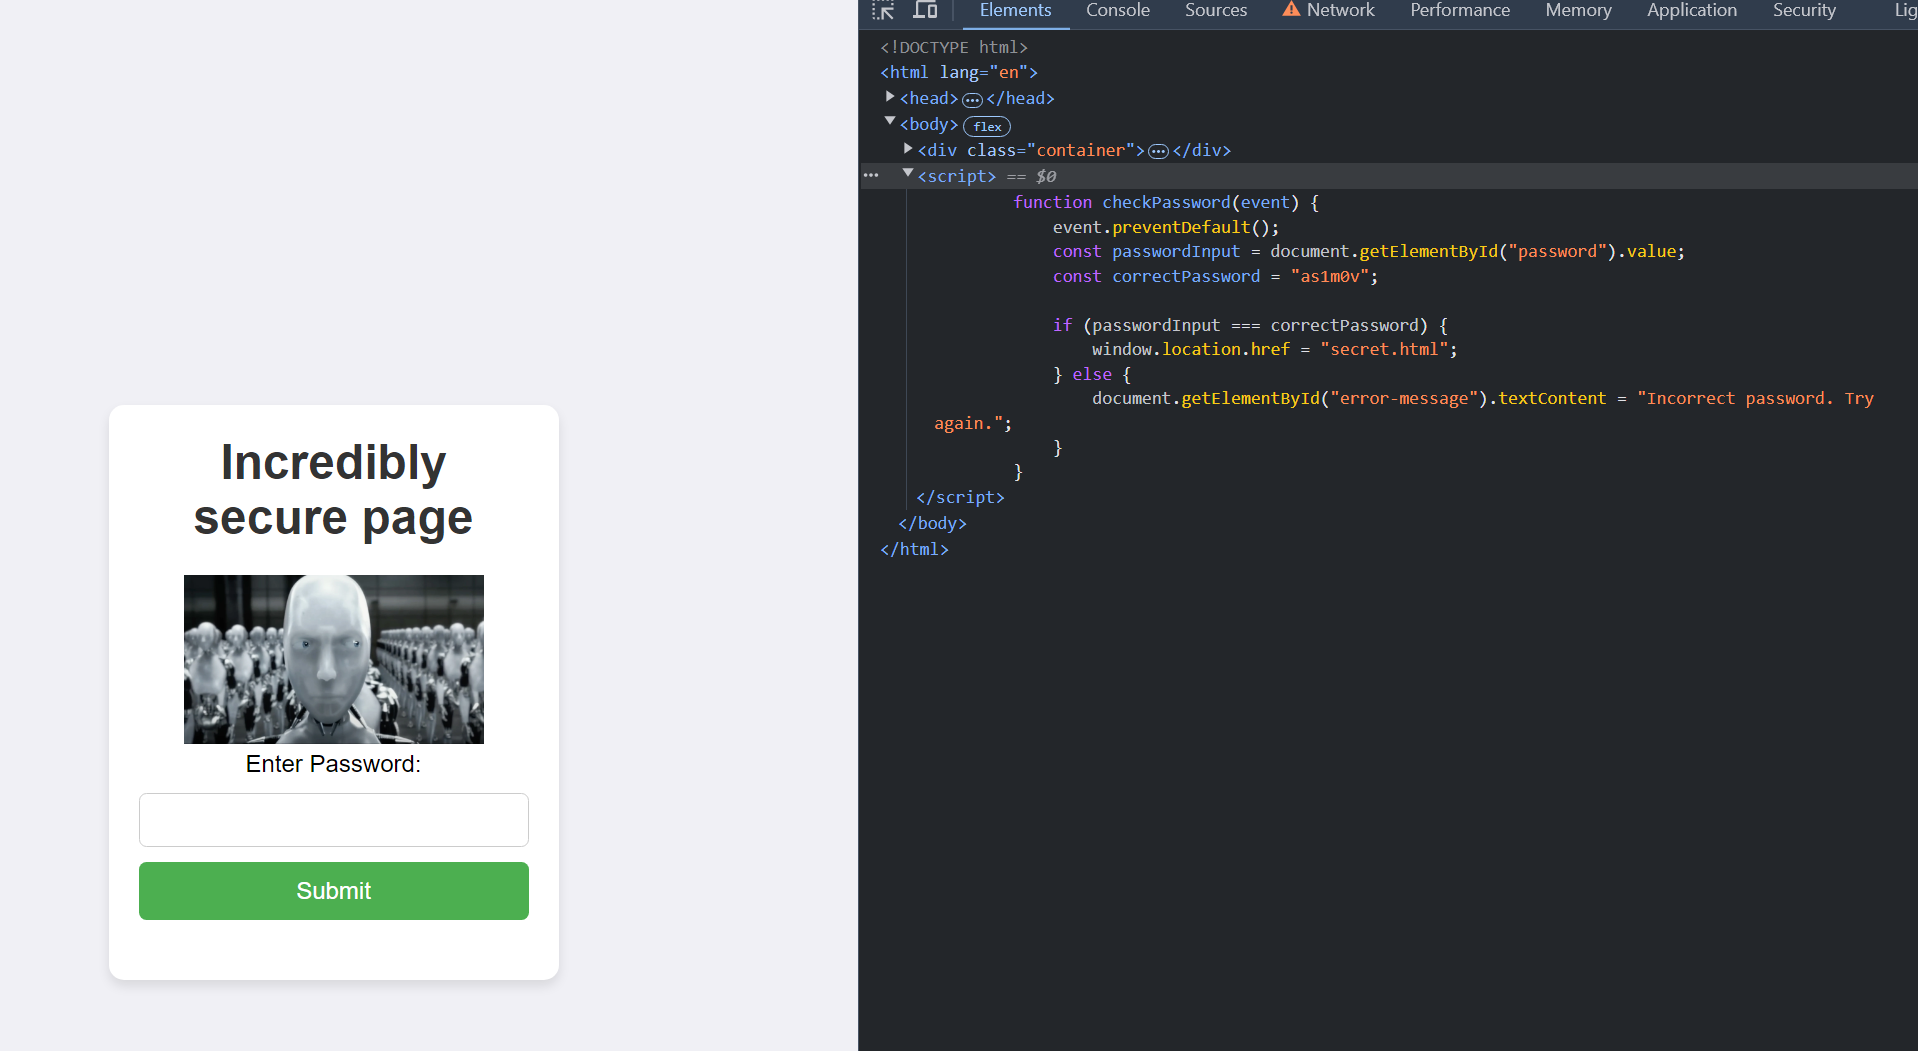 Incredibly
secure page
Enter Password:
Submit
Elements Console Sources Network Performance Memory Application Security Lig
<!DOCTYPE html>
<html lang="en">
<head>···</head>
<body> flex
<div class="container">···</div>
··· <script> == $0
function checkPassword(event) {
event.preventDefault();
const passwordInput = document.getElementById("password").value;
const correctPassword = "as1m0v";
if (passwordInput === correctPassword) {
window.location.href = "secret.html";
} else {
document.getElementById("error-message").textContent = "Incorrect password. Try
again.";
}
}
</script>
</body>
</html>